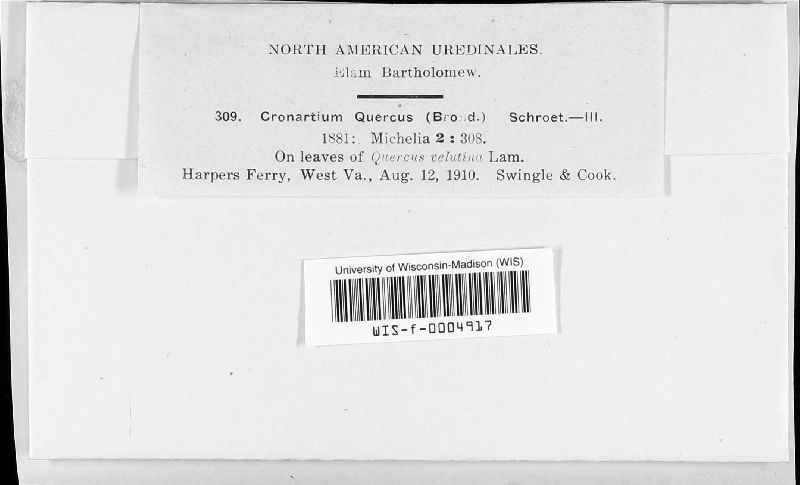 NORTH AMERICAN UREDINALES.
Elam Bartholomew.
309. Cronartium Quercus (Brond.) Schroet.—III.
1881: Michelia 2 : 308.
On leaves of Quercus velutina Lam.
Harpers Ferry, West Va., Aug. 12, 1910. Swingle & Cook.
University of Wisconsin-Madison (WIS)
WIS-f-0004917